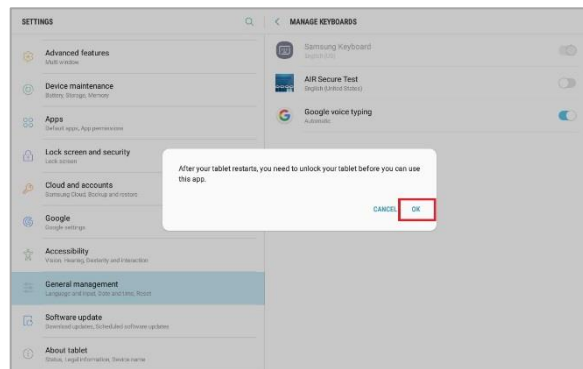 SETTINGS
MANAGE KEYBOARDS
Advanced features
Multi window
Device maintenance
Battery, Storage, Memory
Apps
Default apps, App permissions
Lock screen and security
Lock screen
Cloud and accounts
Samsung Cloud, Backup and restore
Google
Google settings
Accessibility
Vision, Hearing, Dexterity and interaction
General management
Language and input, Date and time, Reset
Software update
Download updates, Scheduled software updates
About tablet
Status, Legal information, Device name
Samsung Keyboard
English (US)
AIR Secure Test
English (United States)
Google voice typing
Automatic
After your tablet restarts, you need to unlock your tablet before you can use
this app.
CANCEL
OK